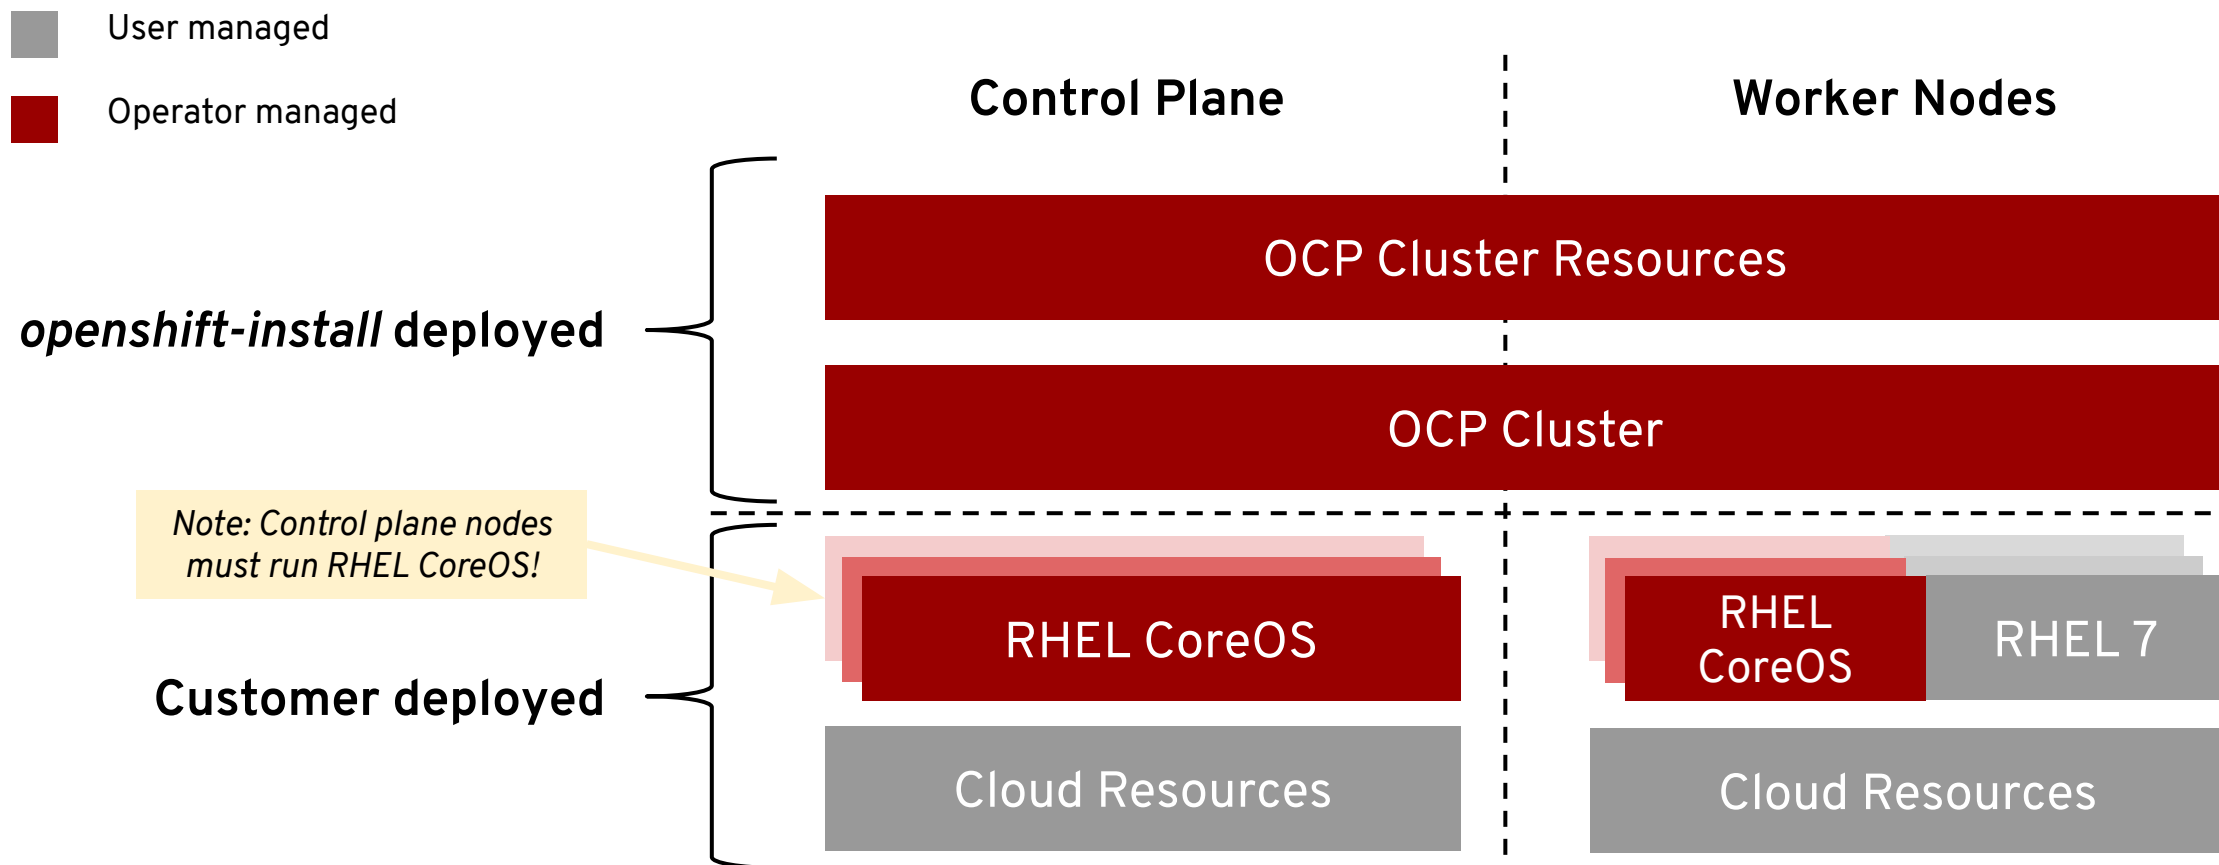 User managed
Operator managed
Control Plane
Worker Nodes
OCP Cluster Resources
openshift-install deployed
OCP Cluster
Note: Control plane nodes
must run RHEL CoreOS!
RHEL CoreOS
RHEL
CoreOS
RHEL 7
Customer deployed
Cloud Resources
Cloud Resources